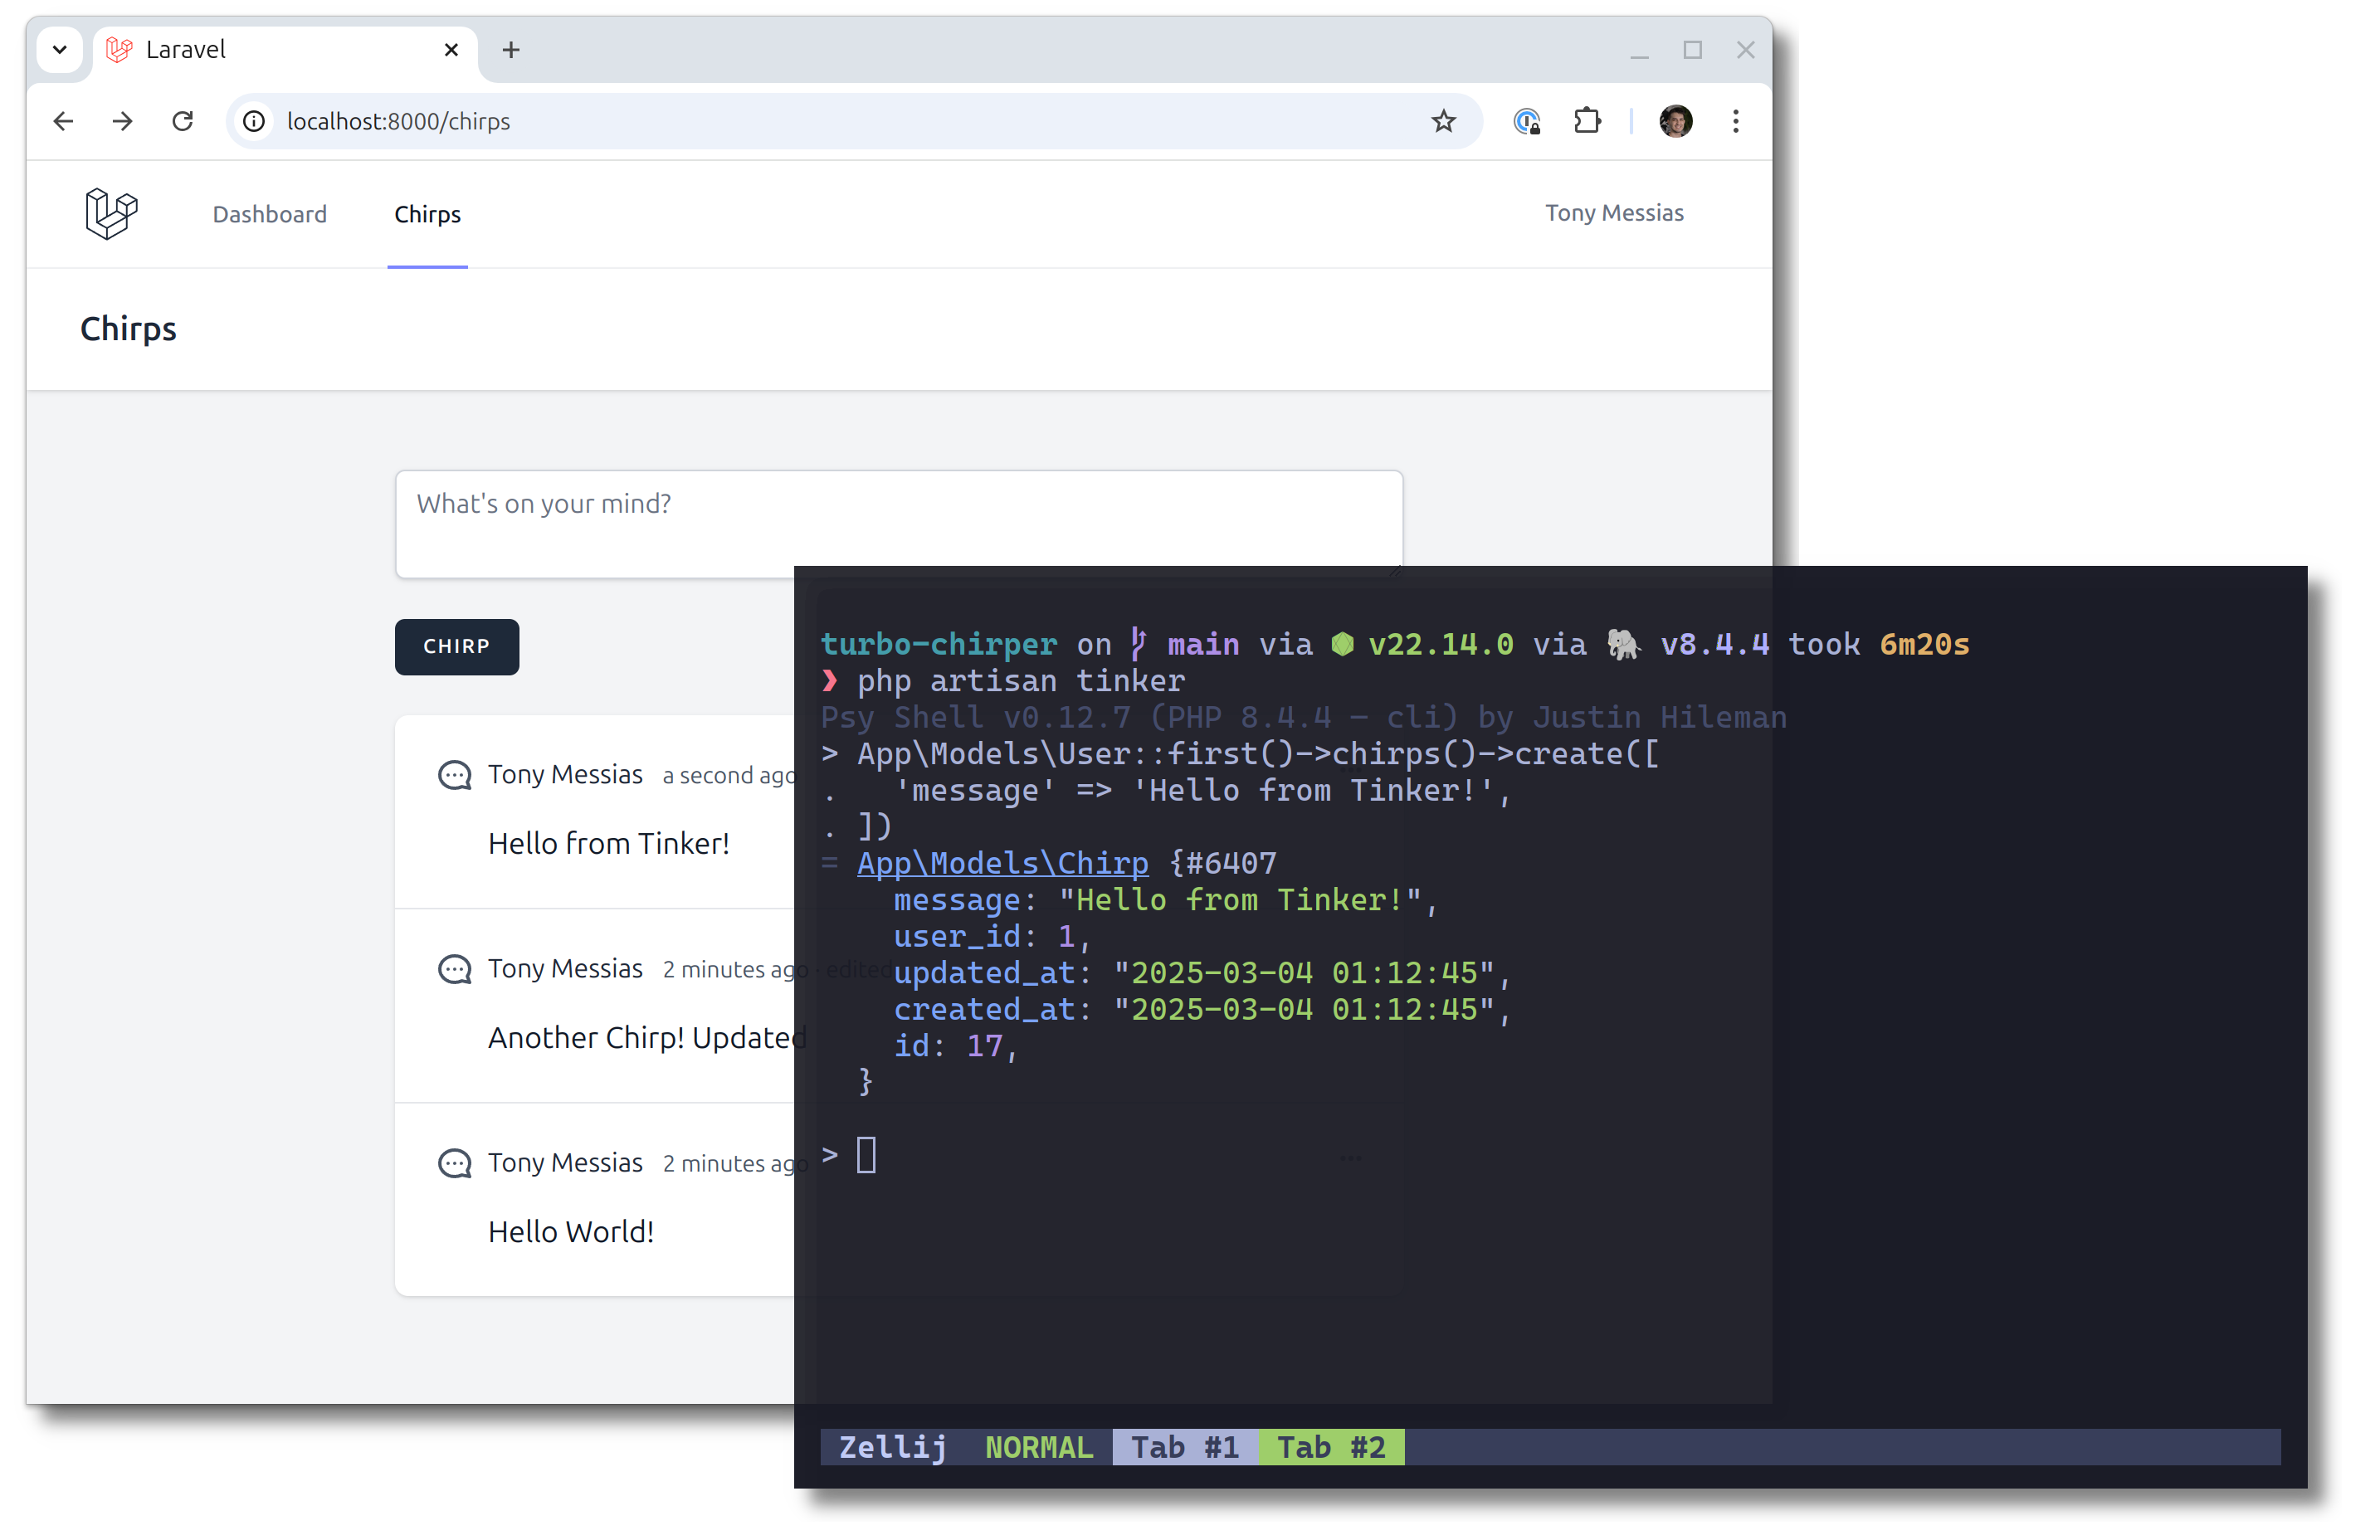 Laravel
localhost:8000/chirps
Dashboard
Chirps
Tony Messias
Chirps
What's on your mind?
CHIRP
Tony Messias a second ago
Hello from Tinker!
Tony Messias 2 minutes ago · edited
Another Chirp! Updated
Tony Messias 2 minutes ago
Hello World!
turbo-chirper on main via v22.14.0 via v8.4.4 took 6m20s
❯ php artisan tinker
Psy Shell v0.12.7 (PHP 8.4.4 — cli) by Justin Hileman
> App\Models\User::first()->chirps()->create([
.   'message' => 'Hello from Tinker!',
. ])
= App\Models\Chirp {#6407
    message: "Hello from Tinker!",
    user_id: 1,
    updated_at: "2025-03-04 01:12:45",
    created_at: "2025-03-04 01:12:45",
    id: 17,
  }
>
Zellij NORMAL Tab #1 Tab #2